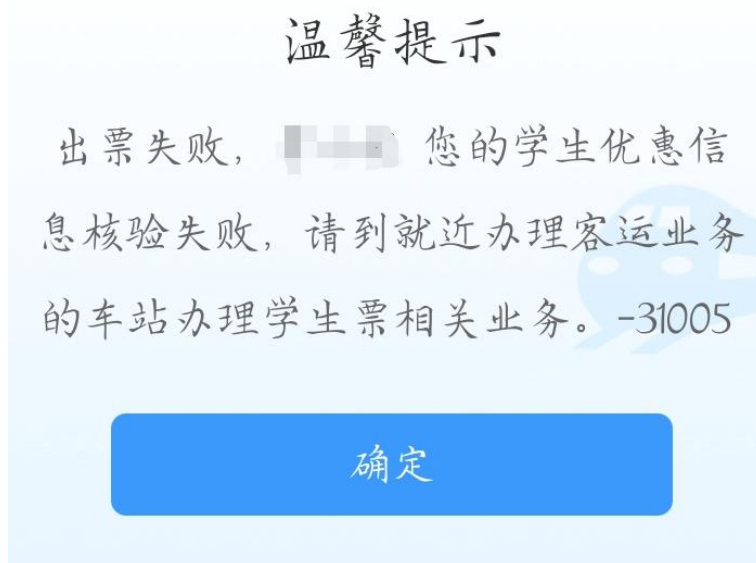 温馨提示
出票失败, 您的学生优惠信
息核验失败, 请到就近办理客运业务
的车站办理学生票相关业务。-31005
确定